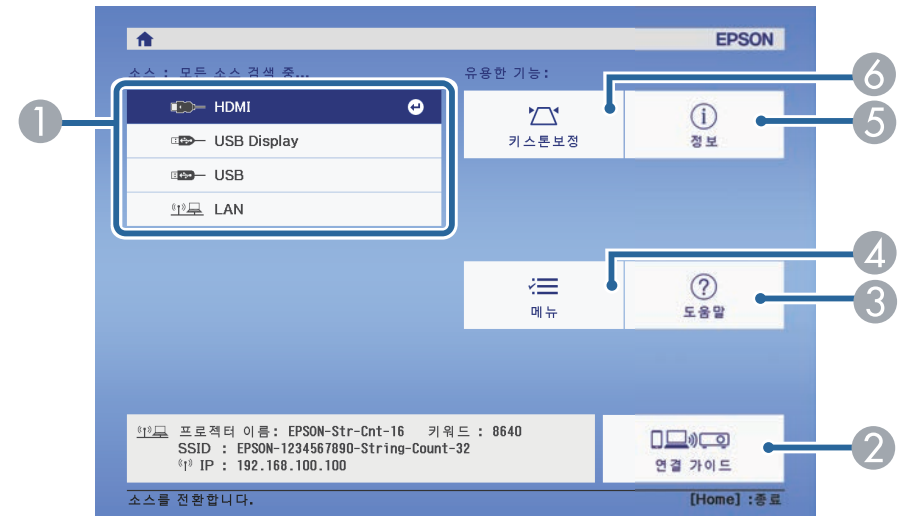 EPSON
소스 : 모든 소스 검색 중...
HDMI
USB Display
USB
LAN
1
유용한 기능:
키스톤보정
정보
6
5
메뉴
도움말
4
3
프로젝터 이름: EPSON-Str-Cnt-16 키워드 : 8640
SSID : EPSON-1234567890-String-Count-32
IP : 192.168.100.100
연결 가이드
2
소스를 전환합니다.
[Home] :종료